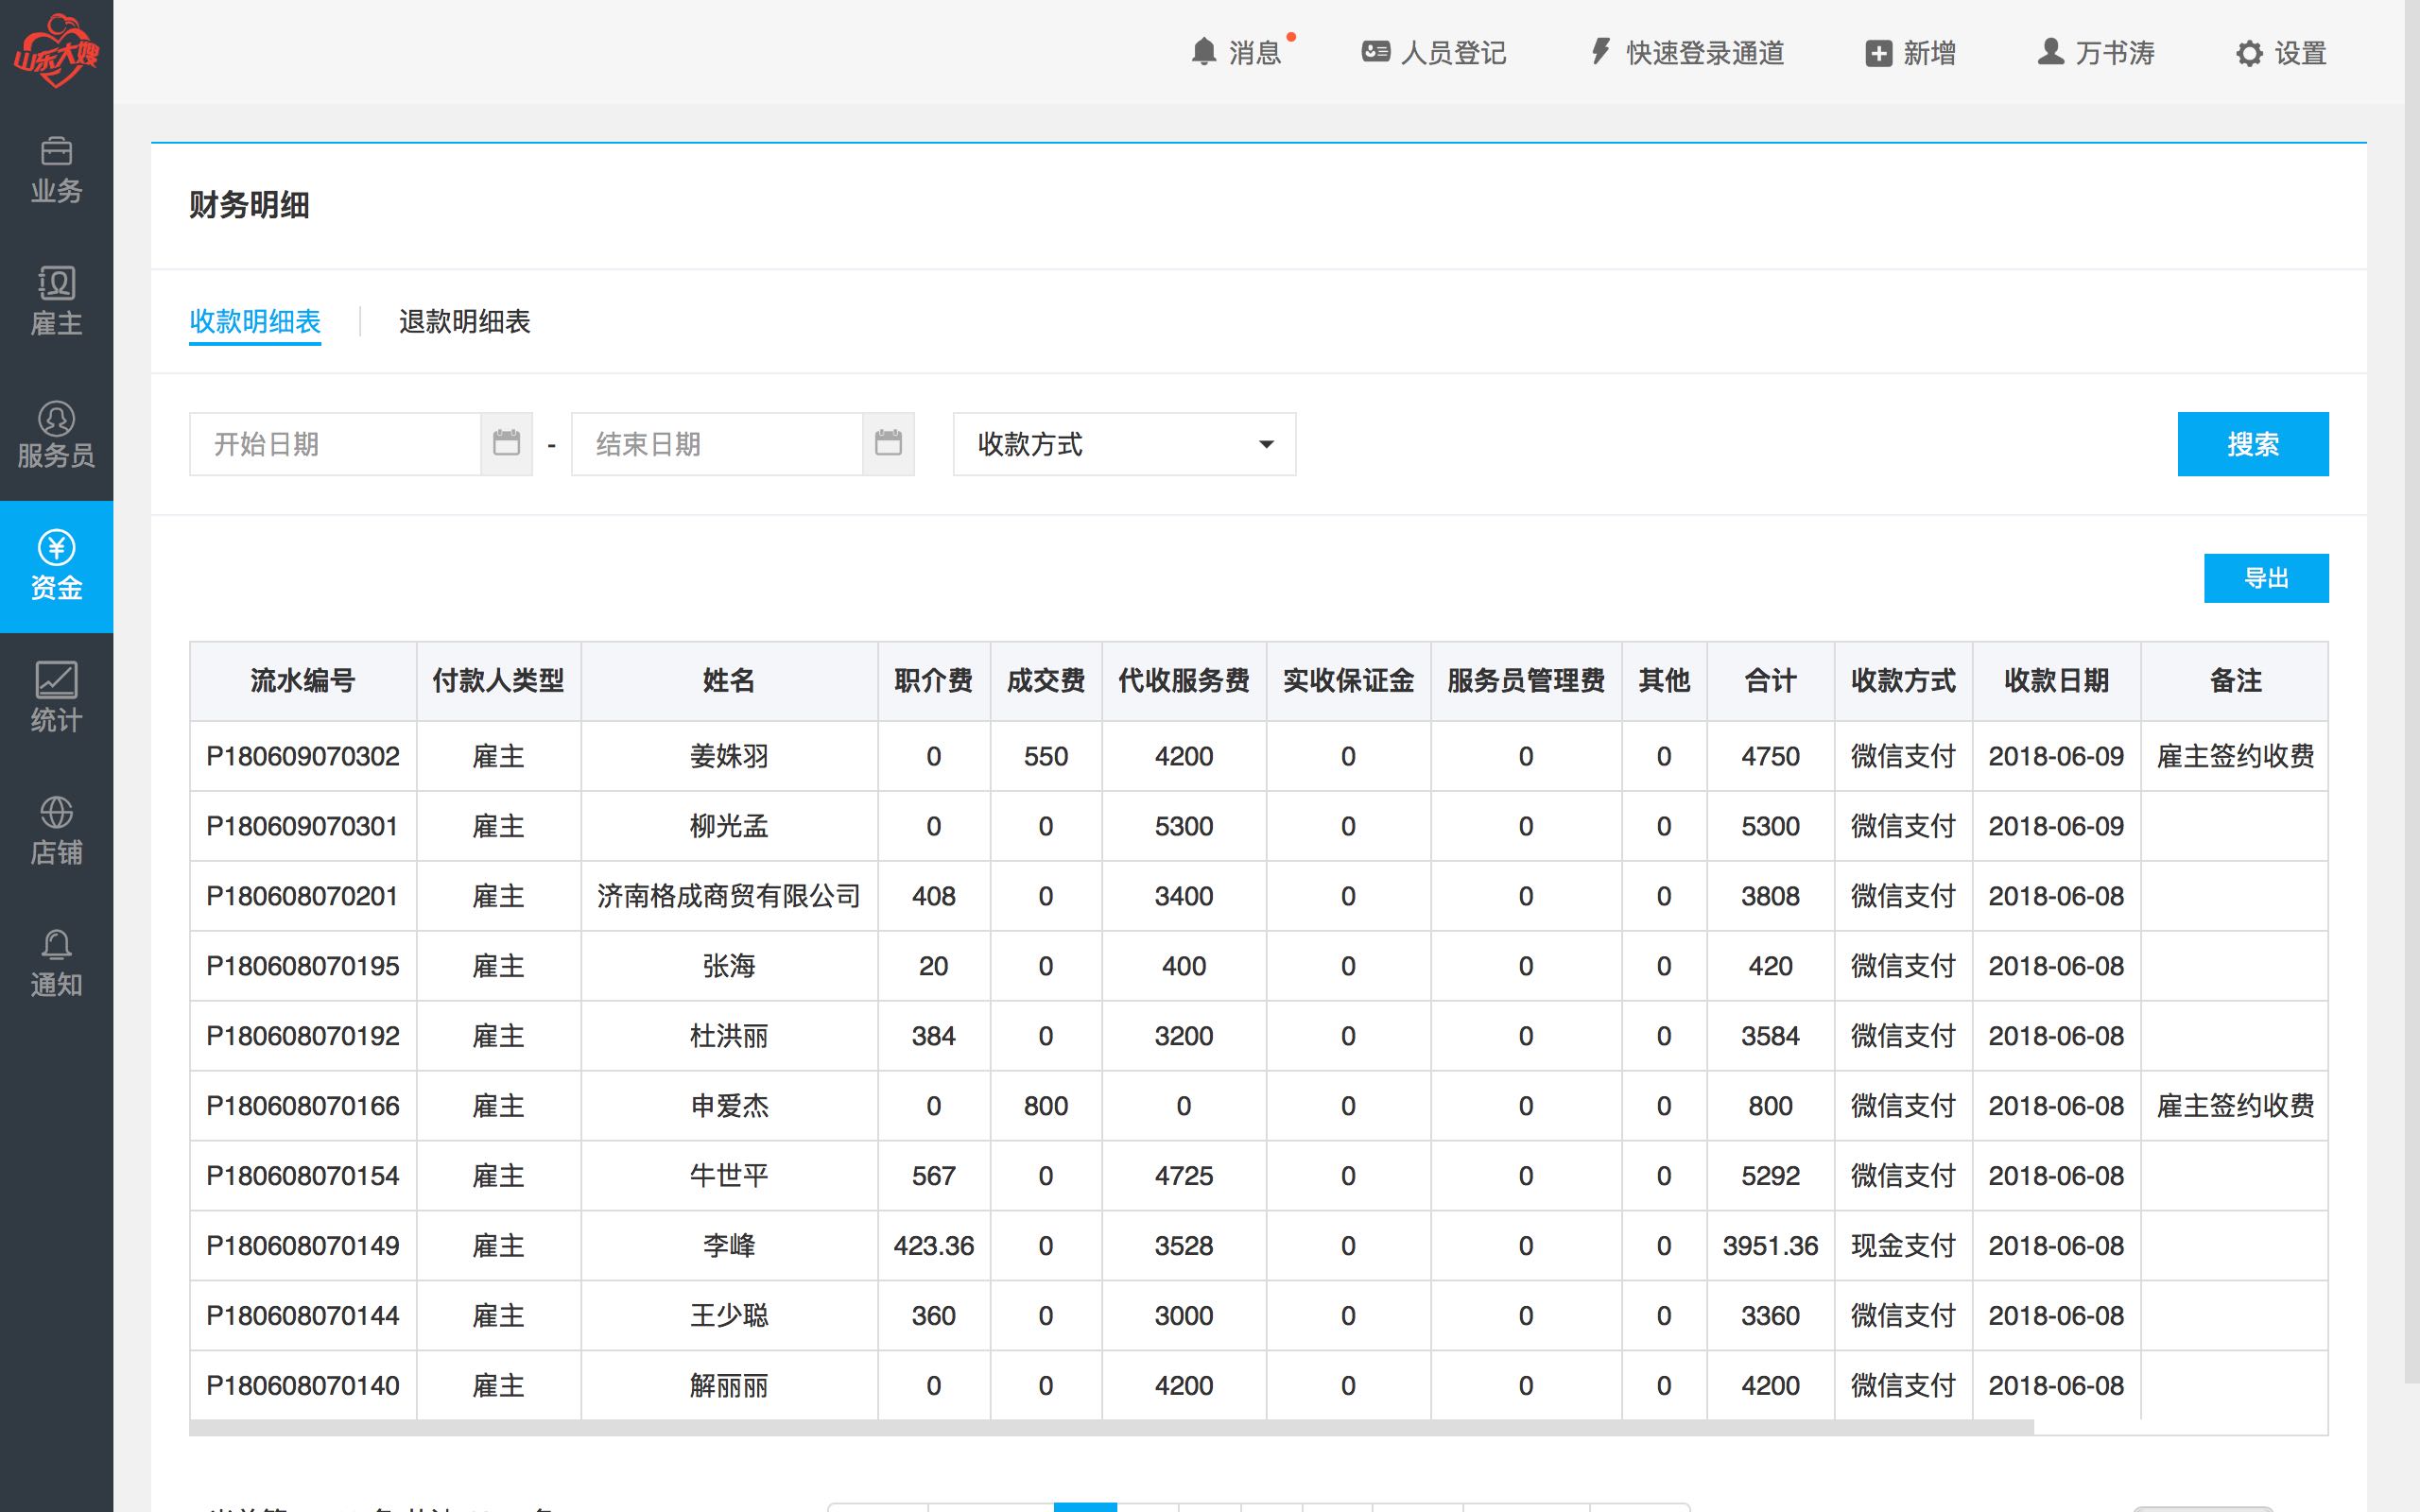 山东大嫂
消息 人员登记 快速登录通道 新增 万书涛 设置
业务
雇主
服务员
资金
统计
店铺
通知
财务明细
收款明细表 退款明细表
开始日期 - 结束日期 收款方式 搜索
导出
流水编号 付款人类型 姓名 职介费 成交费 代收服务费 实收保证金 服务员管理费 其他 合计 收款方式 收款日期 备注
P180609070302 雇主 姜姝羽 0 550 4200 0 0 0 4750 微信支付 2018-06-09 雇主签约收费
P180609070301 雇主 柳光孟 0 0 5300 0 0 0 5300 微信支付 2018-06-09
P180608070201 雇主 济南格成商贸有限公司 408 0 3400 0 0 0 3808 微信支付 2018-06-08
P180608070195 雇主 张海 20 0 400 0 0 0 420 微信支付 2018-06-08
P180608070192 雇主 杜洪丽 384 0 3200 0 0 0 3584 微信支付 2018-06-08
P180608070166 雇主 申爱杰 0 800 0 0 0 0 800 微信支付 2018-06-08 雇主签约收费
P180608070154 雇主 牛世平 567 0 4725 0 0 0 5292 微信支付 2018-06-08
P180608070149 雇主 李峰 423.36 0 3528 0 0 0 3951.36 现金支付 2018-06-08
P180608070144 雇主 王少聪 360 0 3000 0 0 0 3360 微信支付 2018-06-08
P180608070140 雇主 解丽丽 0 0 4200 0 0 0 4200 微信支付 2018-06-08